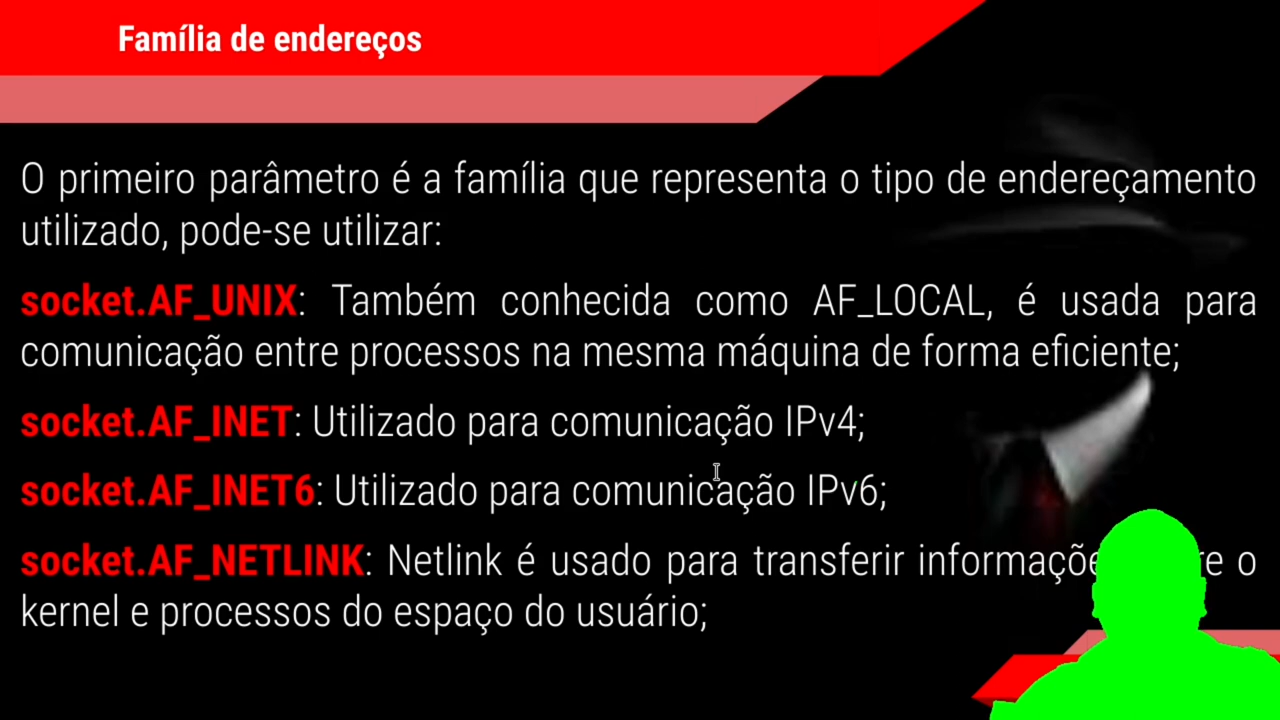 Família de endereços
O primeiro parâmetro é a família que representa o tipo de endereçamento
utilizado, pode-se utilizar:
socket.AF_UNIX: Também conhecida como AF_LOCAL, é usada para
comunicação entre processos na mesma máquina de forma eficiente;
socket.AF_INET: Utilizado para comunicação IPv4;
socket.AF_INET6: Utilizado para comunicação IPv6;
socket.AF_NETLINK: Netlink é usado para transferir o
kernel e processos do espaço do usuário;